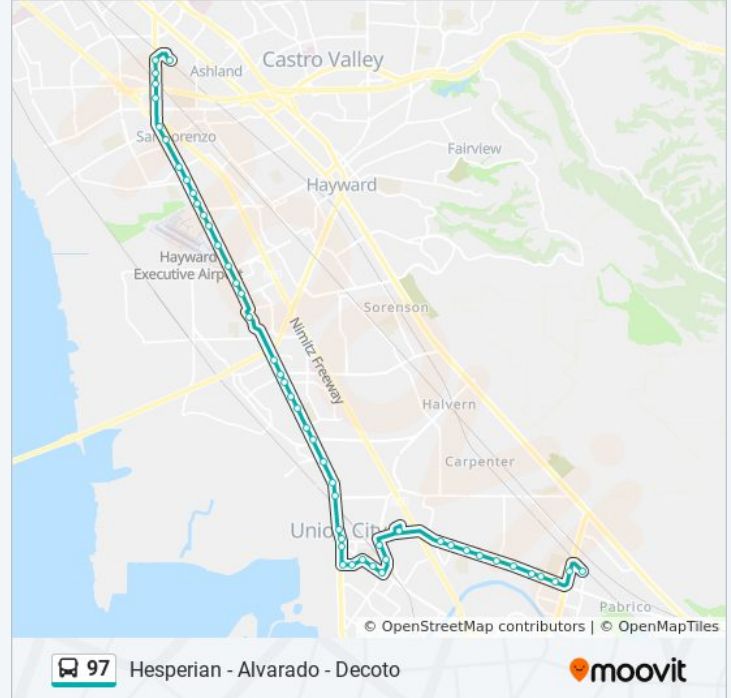 Castro Valley
Ashland
San Lorenzo
Fairview
Hayward
Hayward
Executive Airport
Sorenson
Nimitz Freeway
Halvern
Carpenter
Union City
Pabrico
© OpenStreetMap contributors | © OpenMapTiles
97 Hesperian - Alvarado - Decoto
moovit